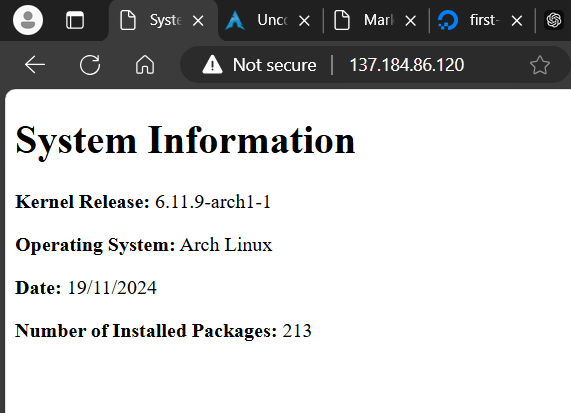 Syste
Unco
Mark
first-
Not secure
137.184.86.120
System Information
Kernel Release: 6.11.9-arch1-1
Operating System: Arch Linux
Date: 19/11/2024
Number of Installed Packages: 213